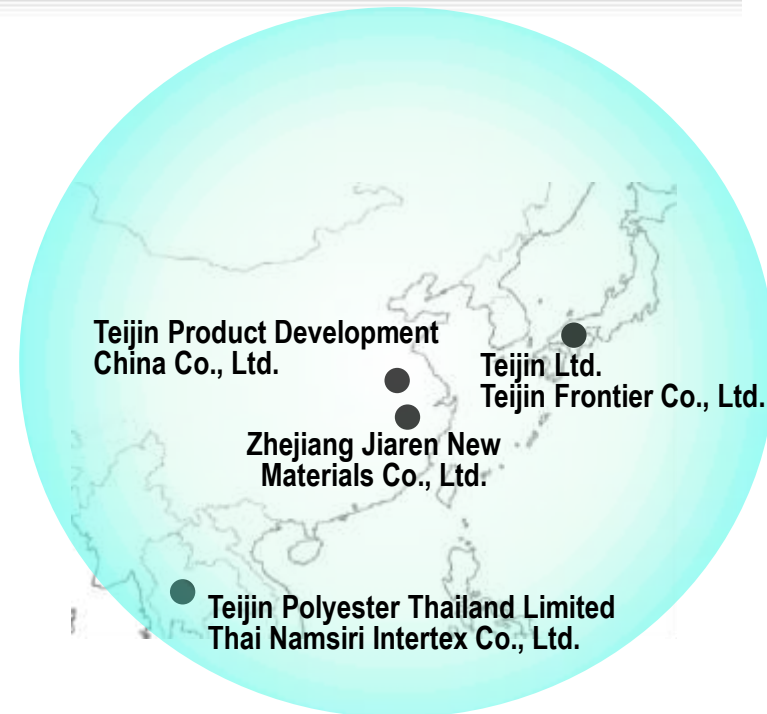 Teijin Product Development
China Co., Ltd.
Teijin Ltd.
Teijin Frontier Co., Ltd.
Zhejiang Jiaren New
Materials Co., Ltd.
Teijin Polyester Thailand Limited
Thai Namsiri Intertex Co., Ltd.